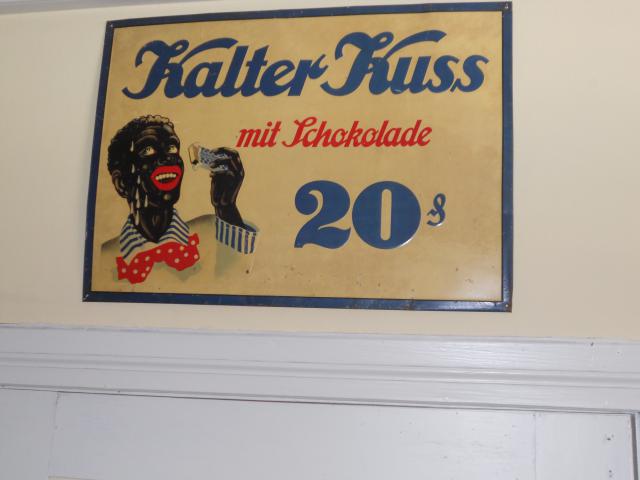 Kalter Kuss
mit Schokolade
20₰